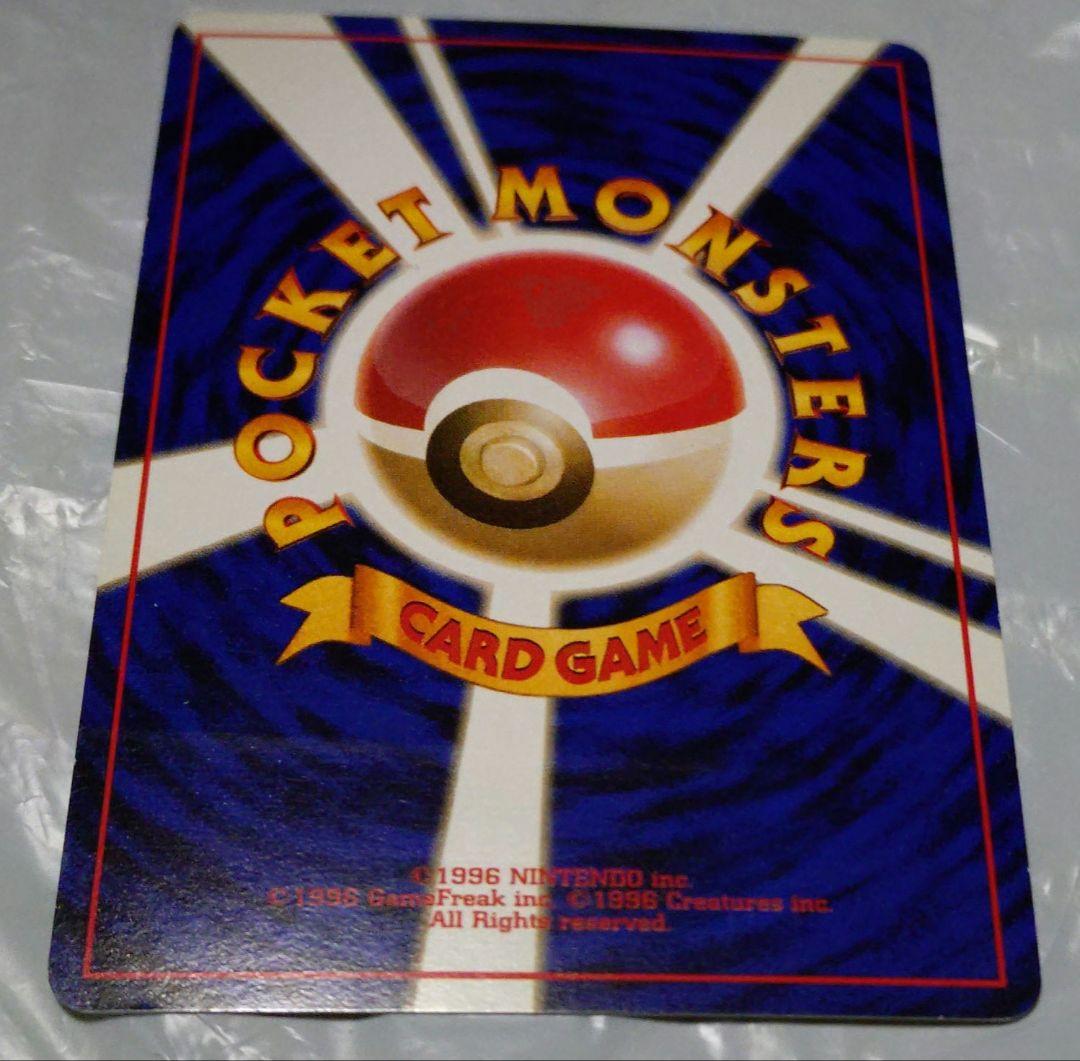 POCKET MONSTERS
CARD GAME
©1996 NINTENDO inc.
©1996 GameFreak inc. ©1996 Creatures inc.
All Rights reserved.